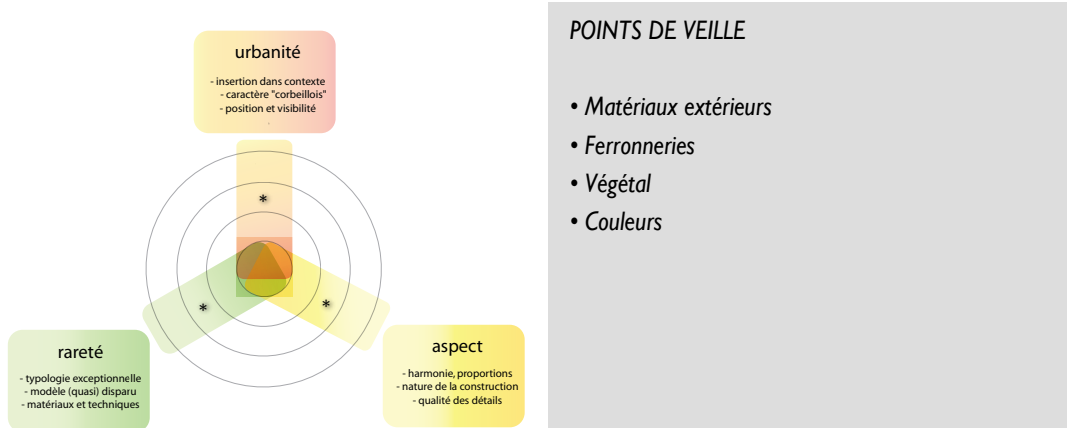 urbanité
- insertion dans contexte
- caractère "corbeillois"
- position et visibilité
*
*
*
rareté
- typologie exceptionnelle
- modèle (quasi) disparu
- matériaux et techniques
aspect
- harmonie, proportions
- nature de la construction
- qualité des détails
POINTS DE VEILLE
• Matériaux extérieurs
• Ferronneries
• Végétal
• Couleurs